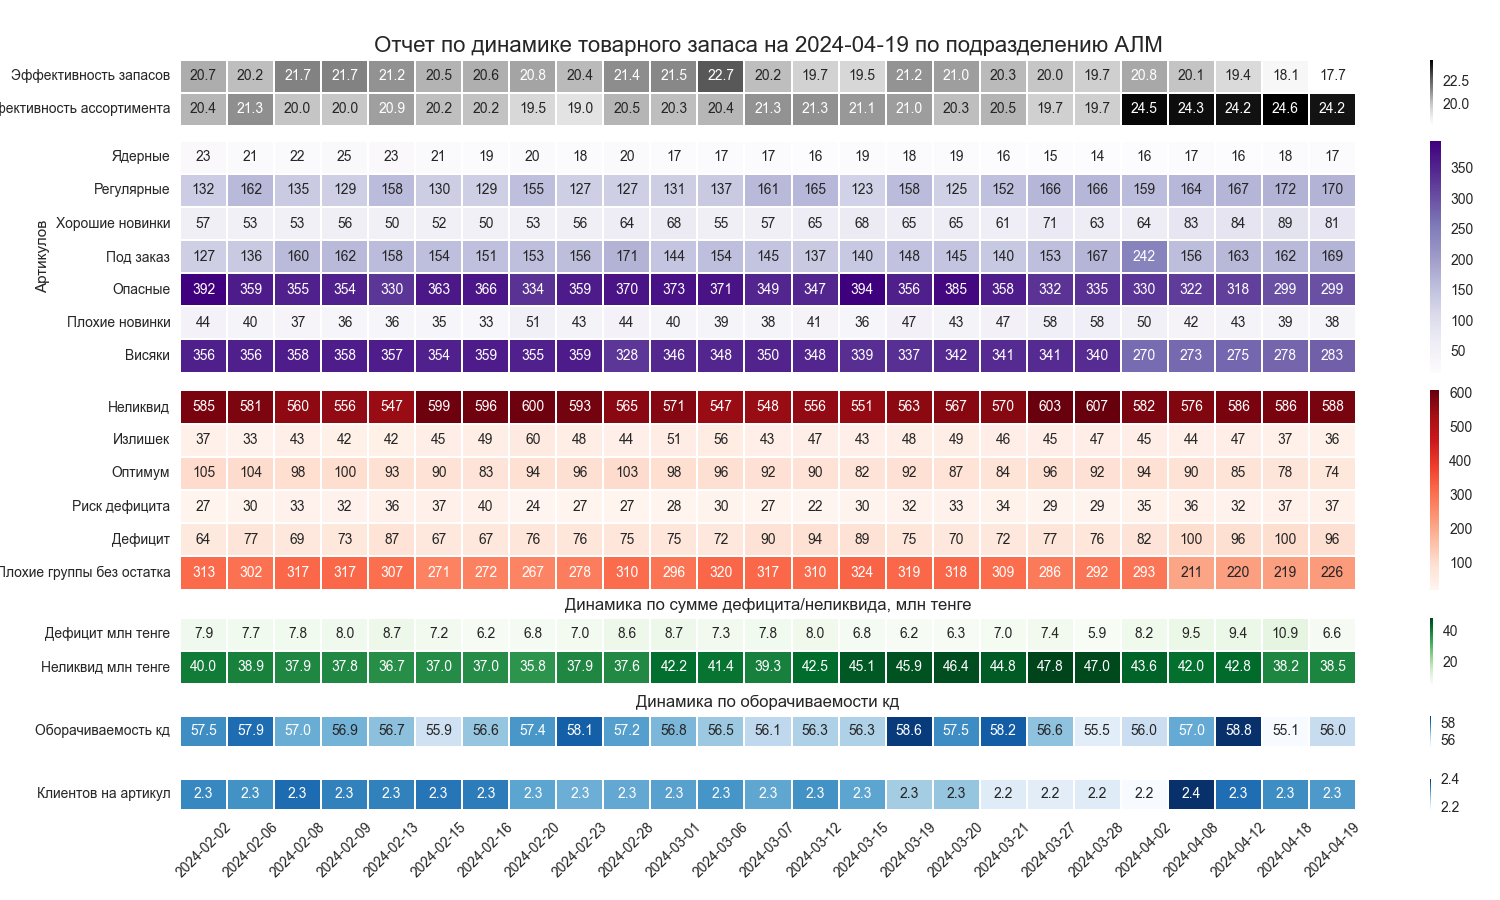 Отчет по динамике товарного запаса на 2024-04-19 по подразделению АЛМ
Эффективность запасов 20.7 20.2 21.7 21.7 21.2 20.5 20.6 20.8 20.4 21.4 21.5 22.7 20.2 19.7 19.5 21.2 21.0 20.3 20.0 19.7 20.8 20.1 19.4 18.1 17.7
фективность ассортимента 20.4 21.3 20.0 20.0 20.9 20.2 20.2 19.5 19.0 20.5 20.3 20.4 21.3 21.3 21.1 21.0 20.3 20.5 19.7 19.7 24.5 24.3 24.2 24.6 24.2
22.5
20.0
Артикулов
Ядерные 23 21 22 25 23 21 19 20 18 20 17 17 17 16 19 18 19 16 15 14 16 17 16 18 17
Регулярные 132 162 135 129 158 130 129 155 127 127 131 137 161 165 123 158 125 152 166 166 159 164 167 172 170
Хорошие новинки 57 53 53 56 50 52 50 53 56 64 68 55 57 65 68 65 65 61 71 63 64 83 84 89 81
Под заказ 127 136 160 162 158 154 151 153 156 171 144 154 145 137 140 148 145 140 153 167 242 156 163 162 169
Опасные 392 359 355 354 330 363 366 334 359 370 373 371 349 347 394 356 385 358 332 335 330 322 318 299 299
Плохие новинки 44 40 37 36 36 35 33 51 43 44 40 39 38 41 36 47 43 47 58 58 50 42 43 39 38
Висяки 356 356 358 358 357 354 359 355 359 328 346 348 350 348 339 337 342 341 341 340 270 273 275 278 283
350
300
250
200
150
100
50
Неликвид 585 581 560 556 547 599 596 600 593 565 571 547 548 556 551 563 567 570 603 607 582 576 586 586 588
Излишек 37 33 43 42 42 45 49 60 48 44 51 56 43 47 43 48 49 46 45 47 45 44 47 37 36
Оптимум 105 104 98 100 93 90 83 94 96 103 98 96 92 90 82 92 87 84 96 92 94 90 85 78 74
Риск дефицита 27 30 33 32 36 37 40 24 27 27 28 30 27 22 30 32 33 34 29 29 35 36 32 37 37
Дефицит 64 77 69 73 87 67 67 76 76 75 75 72 90 94 89 75 70 72 77 76 82 100 96 100 96
Плохие группы без остатка 313 302 317 317 307 271 272 267 278 310 296 320 317 310 324 319 318 309 286 292 293 211 220 219 226
600
500
400
300
200
100
Динамика по сумме дефицита/неликвида, млн тенге
Дефицит млн тенге 7.9 7.7 7.8 8.0 8.7 7.2 6.2 6.8 7.0 8.6 8.7 7.3 7.8 8.0 6.8 6.2 6.3 7.0 7.4 5.9 8.2 9.5 9.4 10.9 6.6
Неликвид млн тенге 40.0 38.9 37.9 37.8 36.7 37.0 37.0 35.8 37.9 37.6 42.2 41.4 39.3 42.5 45.1 45.9 46.4 44.8 47.8 47.0 43.6 42.0 42.8 38.2 38.5
40
20
Динамика по оборачиваемости кд
Оборачиваемость кд 57.5 57.9 57.0 56.9 56.7 55.9 56.6 57.4 58.1 57.2 56.8 56.5 56.1 56.3 56.3 58.6 57.5 58.2 56.6 55.5 56.0 57.0 58.8 55.1 56.0
58
56
Клиентов на артикул 2.3 2.3 2.3 2.3 2.3 2.3 2.3 2.3 2.3 2.3 2.3 2.3 2.3 2.3 2.3 2.3 2.3 2.2 2.2 2.2 2.2 2.4 2.3 2.3 2.3
2.4
2.2
2024-02-02 2024-02-06 2024-02-08 2024-02-09 2024-02-13 2024-02-15 2024-02-16 2024-02-20 2024-02-23 2024-02-28 2024-03-01 2024-03-06 2024-03-07 2024-03-12 2024-03-15 2024-03-19 2024-03-20 2024-03-21 2024-03-27 2024-03-28 2024-04-02 2024-04-08 2024-04-12 2024-04-18 2024-04-19